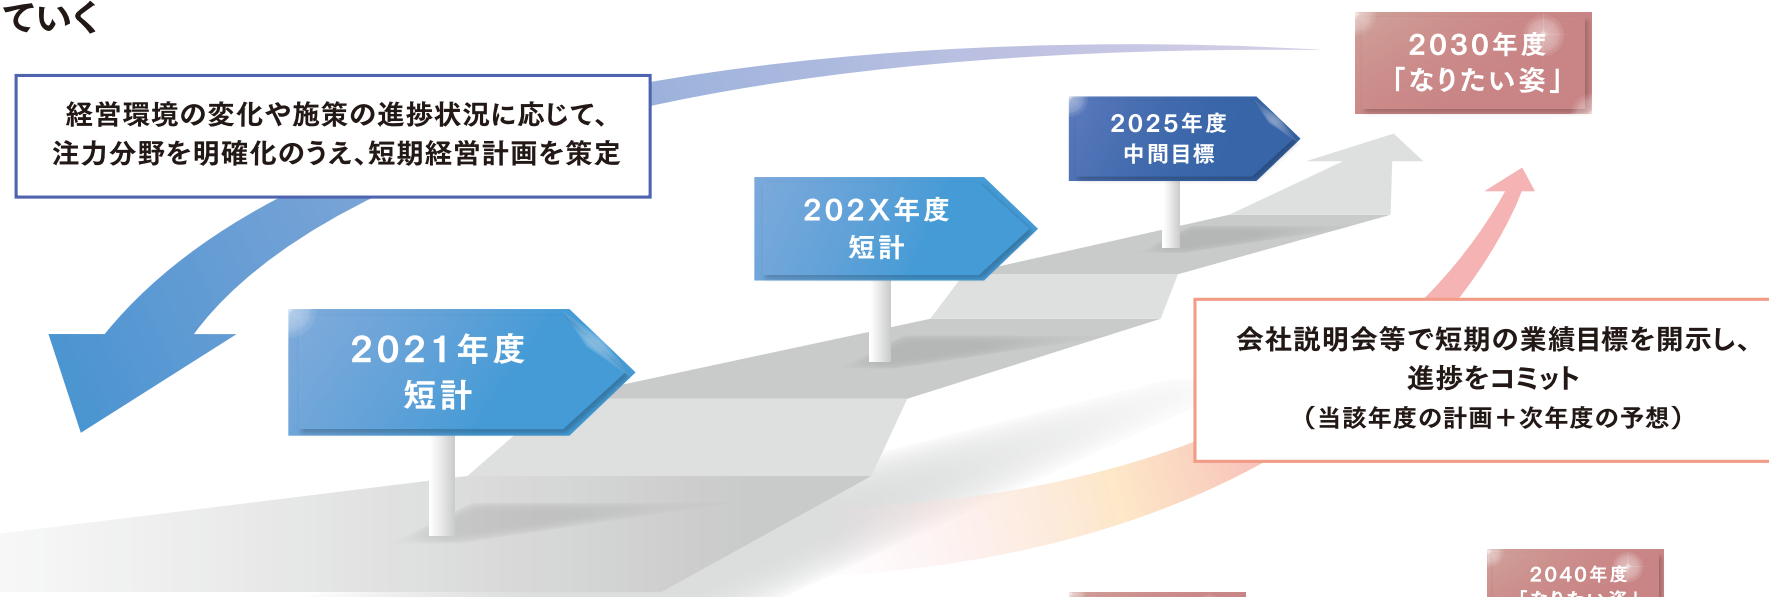 ていく
2030年度
「なりたい姿」
経営環境の変化や施策の進捗状況に応じて、
注力分野を明確化のうえ、短期経営計画を策定
2025年度
中間目標
202X年度
短計
2021年度
短計
会社説明会等で短期の業績目標を開示し、
進捗をコミット
（当該年度の計画＋次年度の予想）
2040年度
「なりたい姿」